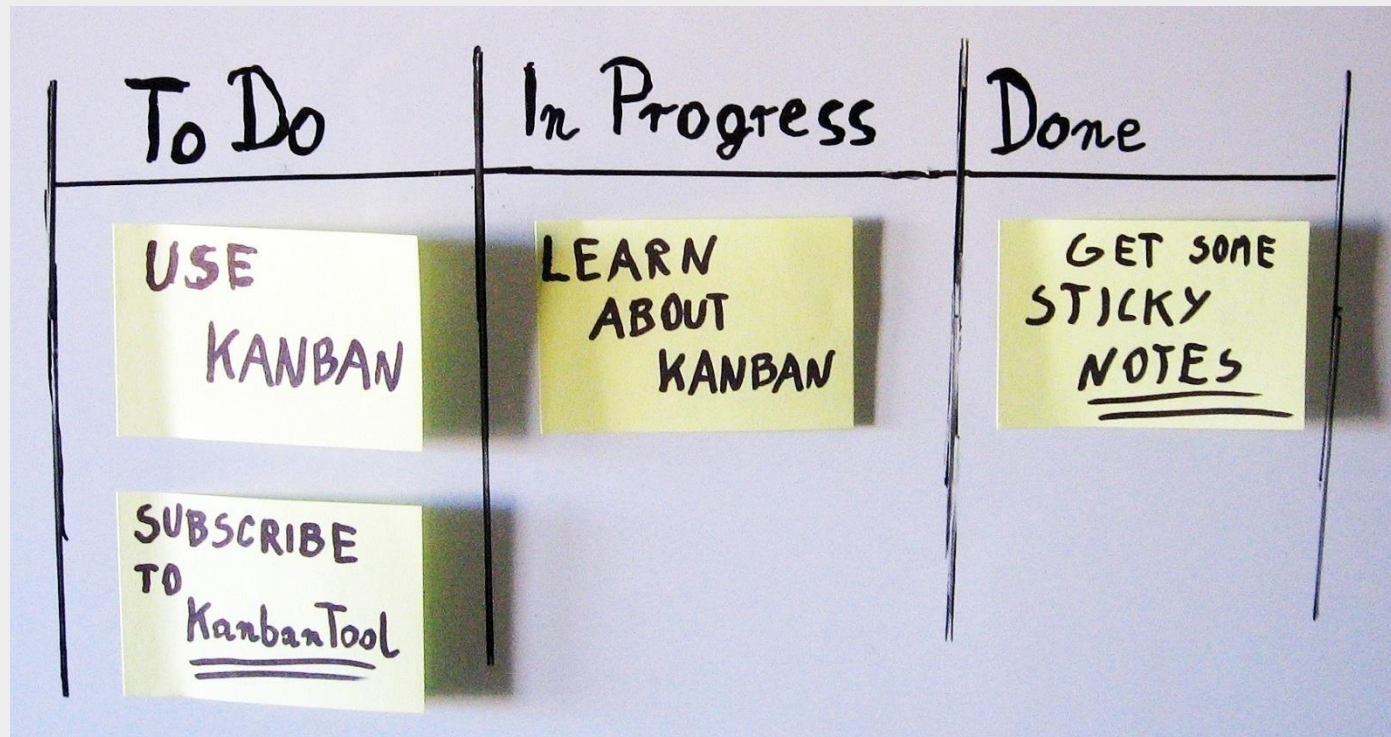 To Do
In Progress
Done
USE
KANBAN
SUBSCRIBE
TO
KanbanTool
LEARN
ABOUT
KANBAN
GET SOME
STICKY
NOTES